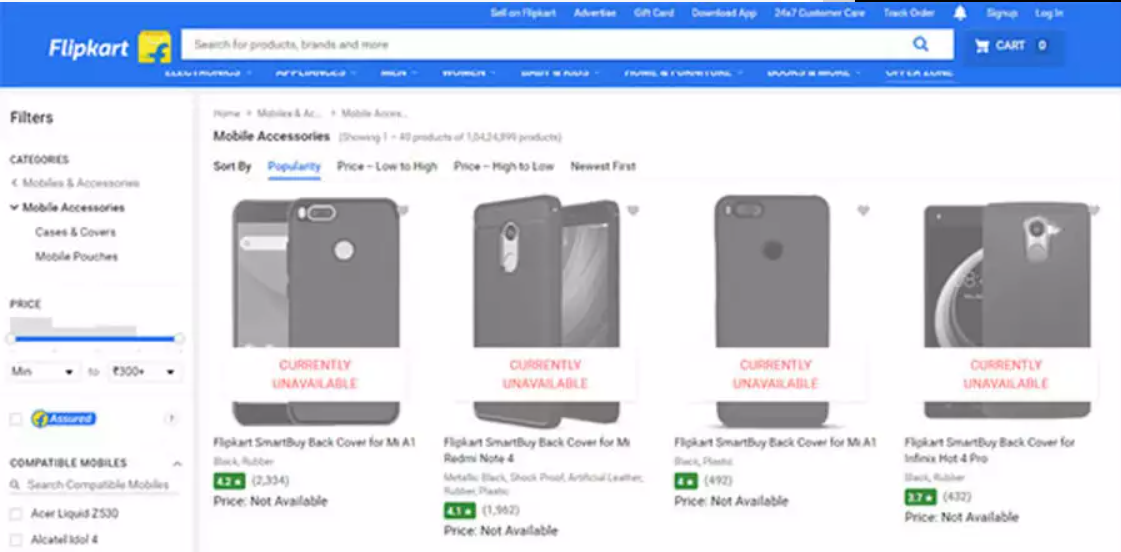 Sell on Flipkart Advertise Gift Card Download App 24x7 Customer Care Track Order Signup Log In
Flipkart
Search for products, brands and more
CART 0
ELECTRONICS APPLIANCES MEN WOMEN BABY & KIDS HOME & FURNITURE BOOKS & MORE OFFER ZONE
Filters
CATEGORIES
< Mobiles & Accessories
Mobile Accessories
Cases & Covers
Mobile Pouches
PRICE
Min to ₹300+
Assured ?
COMPATIBLE MOBILES
Search Compatible Mobiles
Acer Liquid Z530
Alcatel Idol 4
Home > Mobiles & Ac... > Mobile Acces...
Mobile Accessories (Showing 1 – 40 products of 1,04,24,899 products)
Sort By Popularity Price – Low to High Price – High to Low Newest First
CURRENTLY
UNAVAILABLE
Flipkart SmartBuy Back Cover for Mi A1
Black, Rubber
4.2 ★ (2,334)
Price: Not Available
CURRENTLY
UNAVAILABLE
Flipkart SmartBuy Back Cover for Mi
Redmi Note 4
Metallic Black, Shock Proof, Artificial Leather,
Rubber, Plastic
4.1 ★ (1,962)
Price: Not Available
CURRENTLY
UNAVAILABLE
Flipkart SmartBuy Back Cover for Mi A1
Black, Plastic
4 ★ (492)
Price: Not Available
CURRENTLY
UNAVAILABLE
Flipkart SmartBuy Back Cover for
Infinix Hot 4 Pro
Black, Rubber
3.7 ★ (432)
Price: Not Available